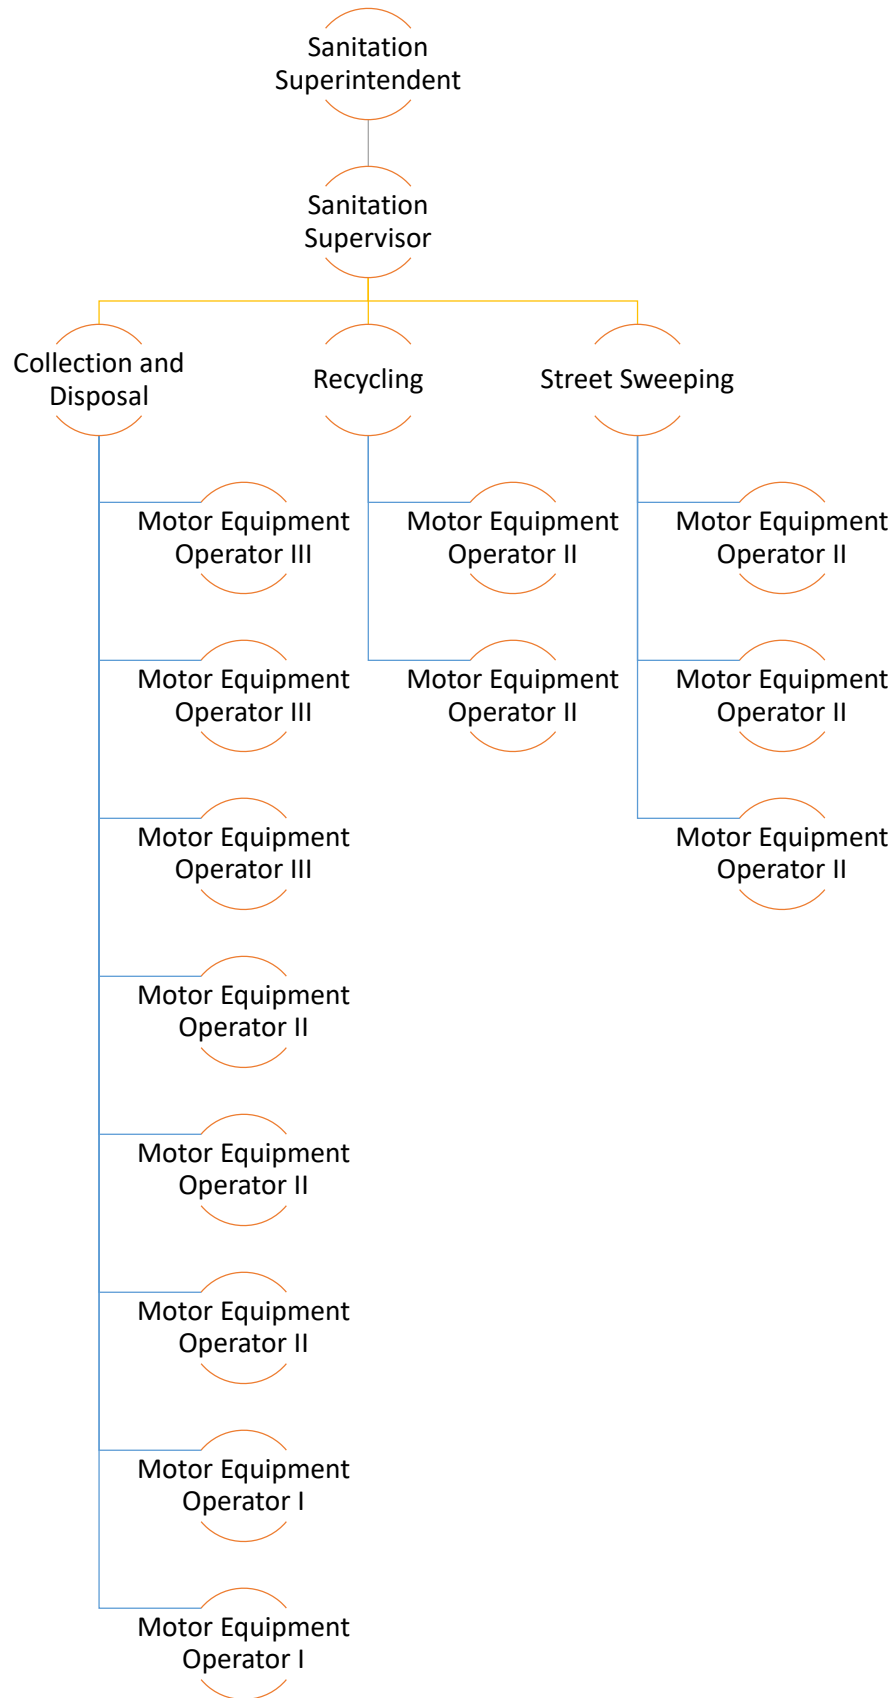 Sanitation
Superintendent
Sanitation
Supervisor
Collection and
Disposal
Recycling
Street Sweeping
Motor Equipment
Operator III
Motor Equipment
Operator III
Motor Equipment
Operator III
Motor Equipment
Operator II
Motor Equipment
Operator II
Motor Equipment
Operator II
Motor Equipment
Operator I
Motor Equipment
Operator I
Motor Equipment
Operator II
Motor Equipment
Operator II
Motor Equipment
Operator II
Motor Equipment
Operator II
Motor Equipment
Operator II